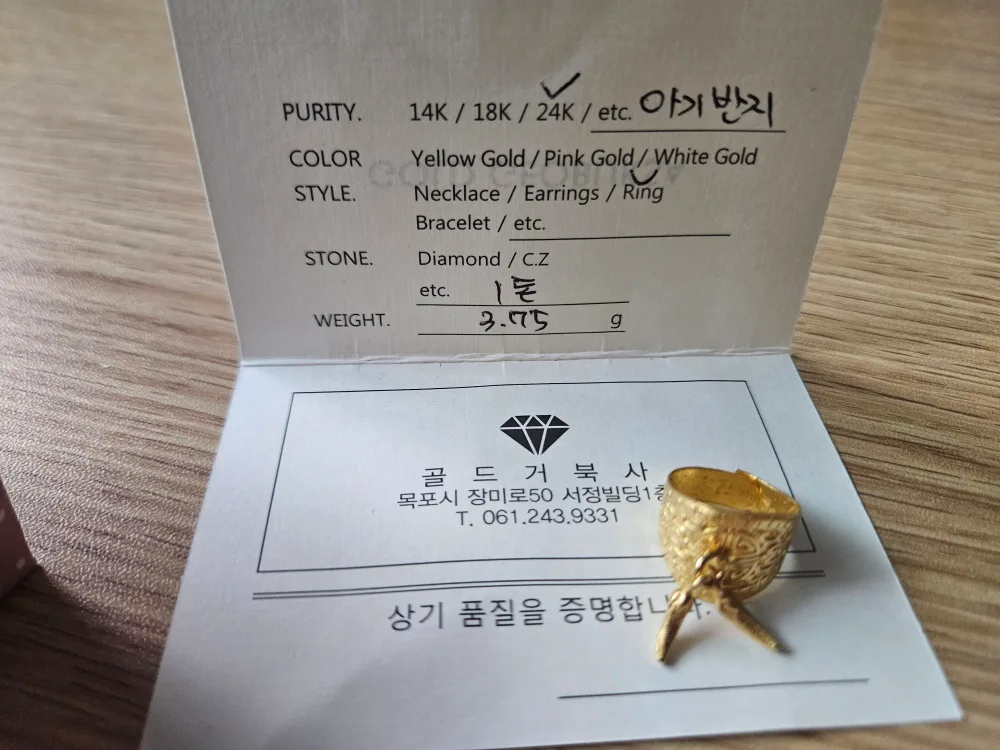 PURITY. 14K / 18K / 24K / etc. 아기반지
COLOR Yellow Gold / Pink Gold / White Gold
STYLE. Necklace / Earrings / Ring
Bracelet / etc.
STONE. Diamond / C.Z
etc. 1돈
WEIGHT. 3.75 g
골드거북사
목포시 장미로50 서정빌딩1층
T. 061.243.9331
상기 품질을 증명합니다.